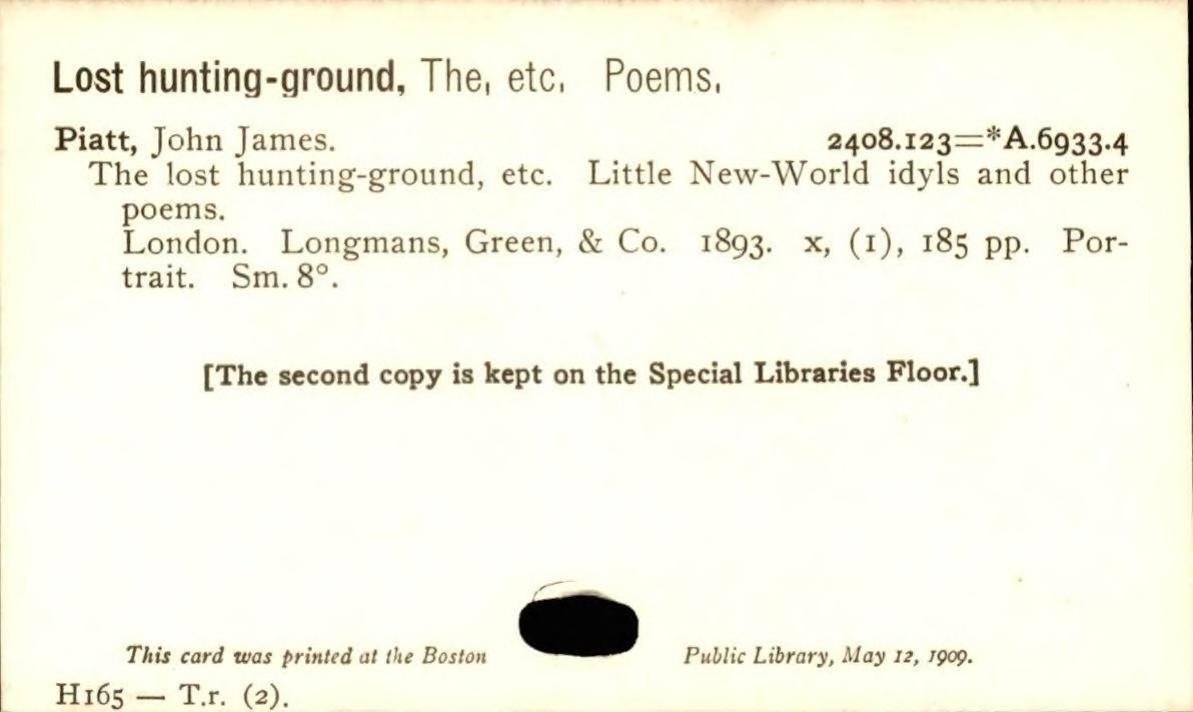 Lost hunting-ground, The, etc. Poems.
Piatt, John James. 2408.123=*A.6933.4
The lost hunting-ground, etc. Little New-World idyls and other
poems.
London. Longmans, Green, & Co. 1893. x, (1), 185 pp. Por-
trait. Sm. 8°.
[The second copy is kept on the Special Libraries Floor.]
This card was printed at the Boston Public Library, May 12, 1909.
H165 — T.r. (2).